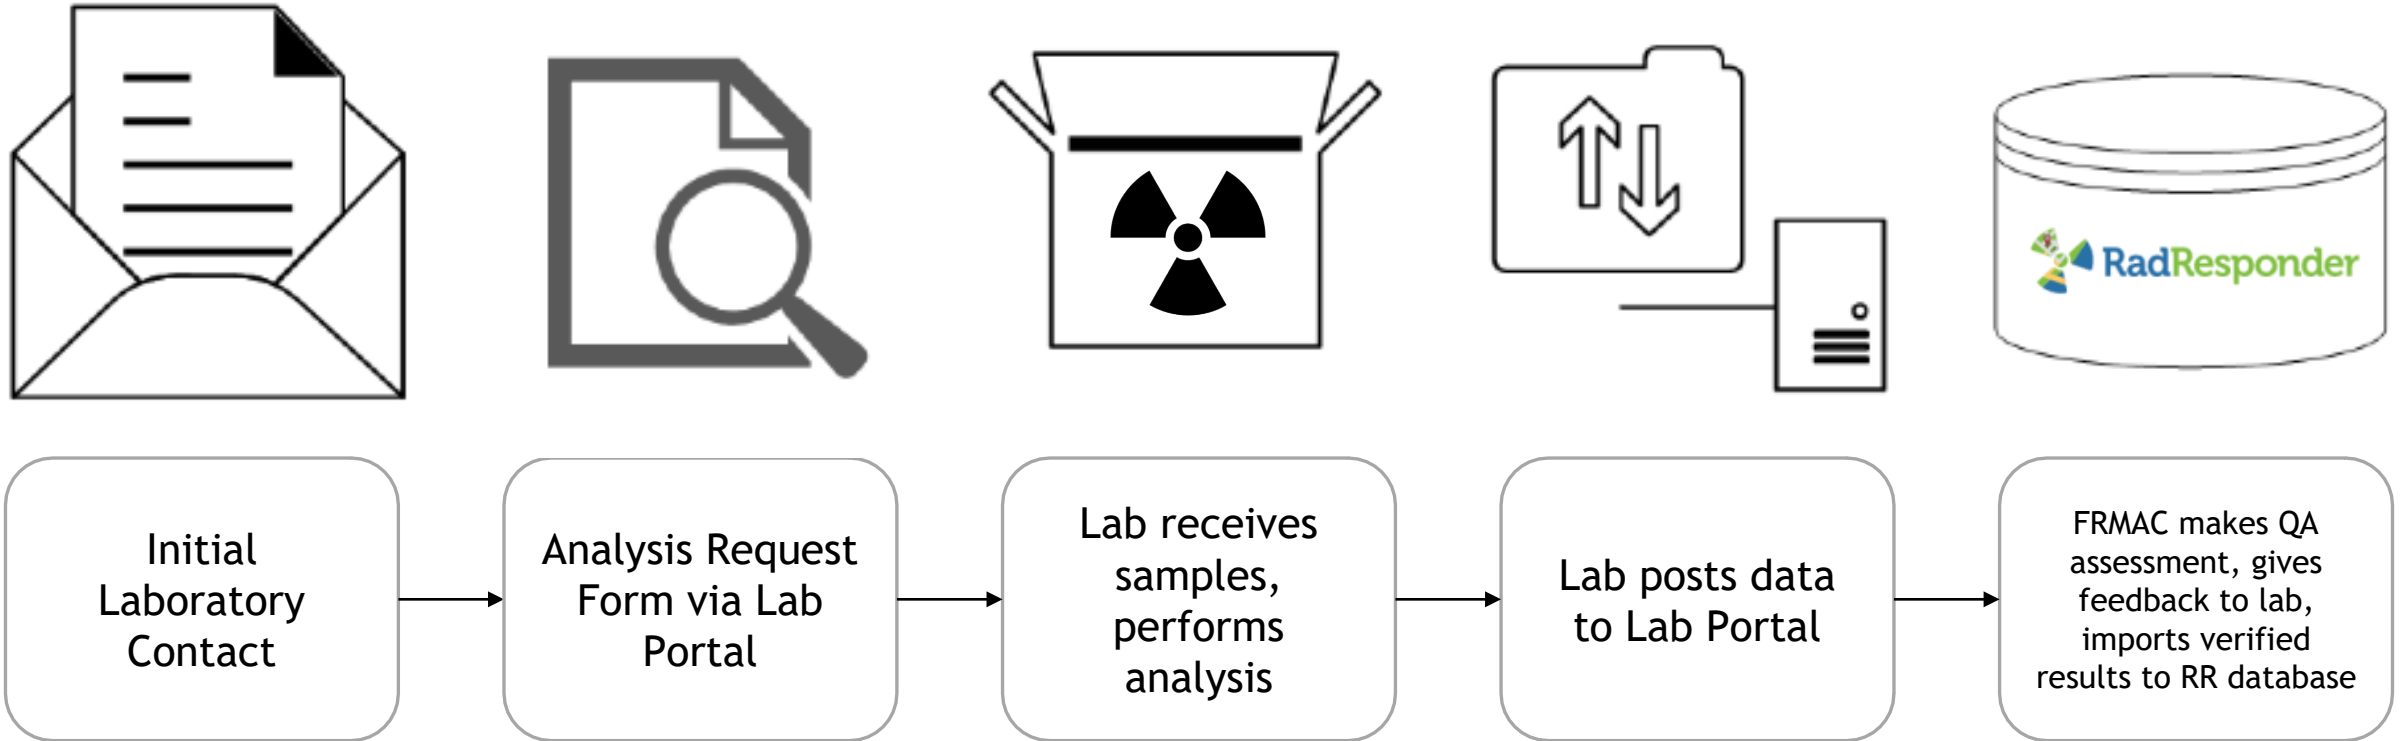 RadResponder
Initial
Laboratory
Contact
Analysis Request
Form via Lab
Portal
Lab receives
samples,
performs
analysis
Lab posts data
to Lab Portal
FRMAC makes QA
assessment, gives
feedback to lab,
imports verified
results to RR database